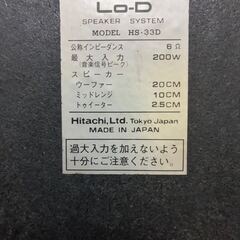 Lo-D
SPEAKER SYSTEM
MODEL HS-33D
公称インピーダンス 6Ω
最大入力 200W
(音楽信号ピーク)
スピーカー
ウーファー 20CM
ミッドレンジ 10CM
トゥイーター 2.5CM
Hitachi, Ltd. Tokyo Japan
MADE IN JAPAN
過大入力を加えないよう
十分にご注意ください。